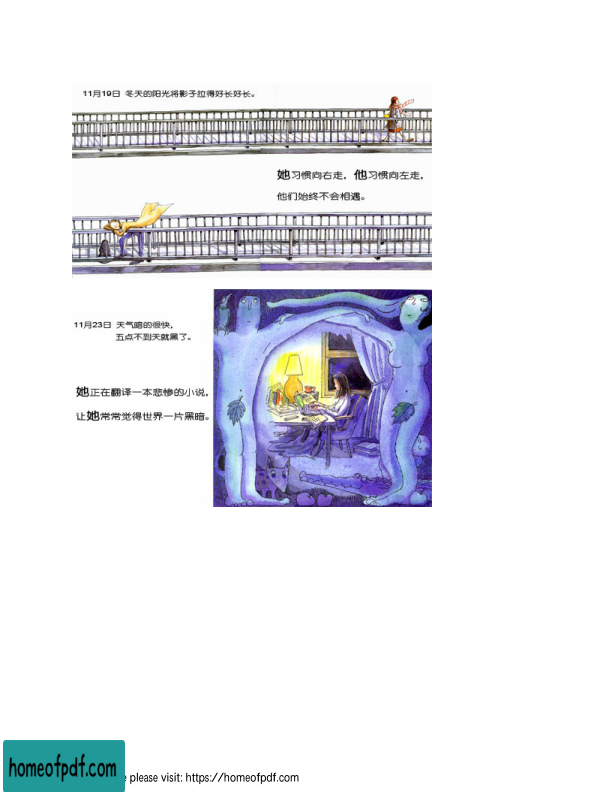 11月19日 冬天的阳光将影子拉得好长好长。
她习惯向右走，他习惯向左走，
他们始终不会相遇。
11月23日 天气暗的很快，
五点不到天就黑了。
她正在翻译一本悲惨的小说，
让她常常觉得世界一片黑暗。
homeofpdf.com
e please visit: https://homeofpdf.com